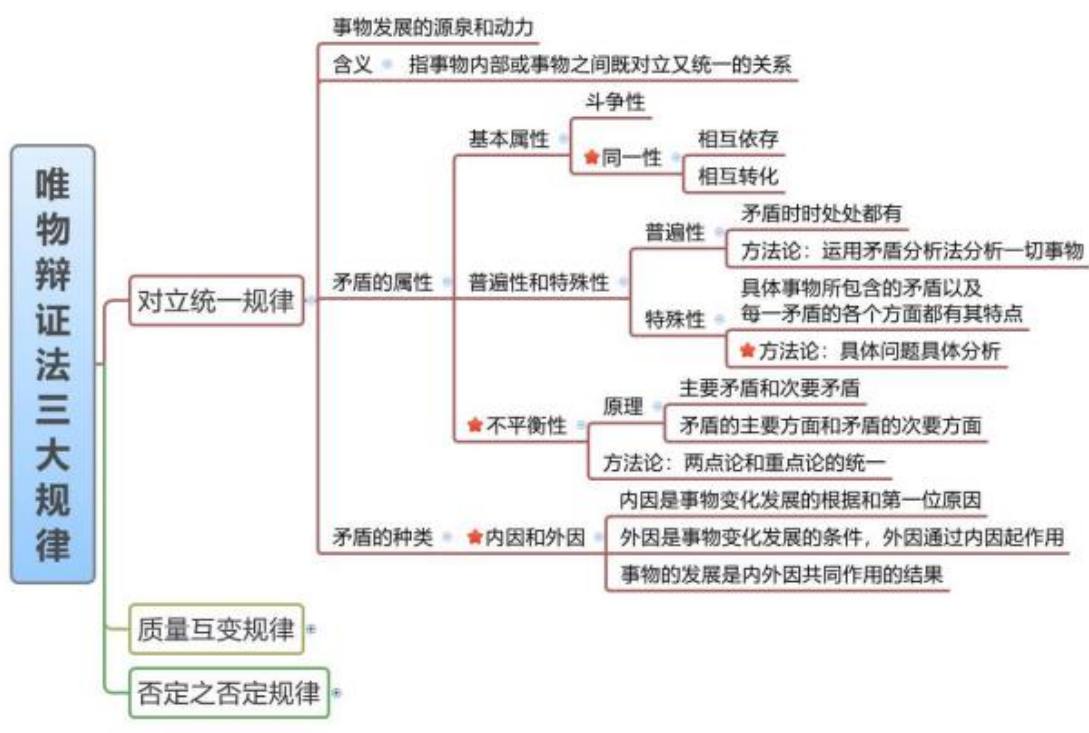 唯物辩证法三大规律
对立统一规律
事物发展的源泉和动力
含义
指事物内部或事物之间既对立又统一的关系
矛盾的属性
基本属性
斗争性
同一性
相互依存
相互转化
普遍性和特殊性
普遍性
矛盾时时处处都有
方法论：运用矛盾分析法分析一切事物
特殊性
具体事物所包含的矛盾以及
每一矛盾的各个方面都有其特点
方法论：具体问题具体分析
不平衡性
原理
主要矛盾和次要矛盾
矛盾的主要方面和矛盾的次要方面
方法论：两点论和重点论的统一
矛盾的种类
内因和外因
内因是事物变化发展的根据和第一位原因
外因是事物变化发展的条件，外因通过内因起作用
事物的发展是内外因共同作用的结果
质量互变规律
否定之否定规律